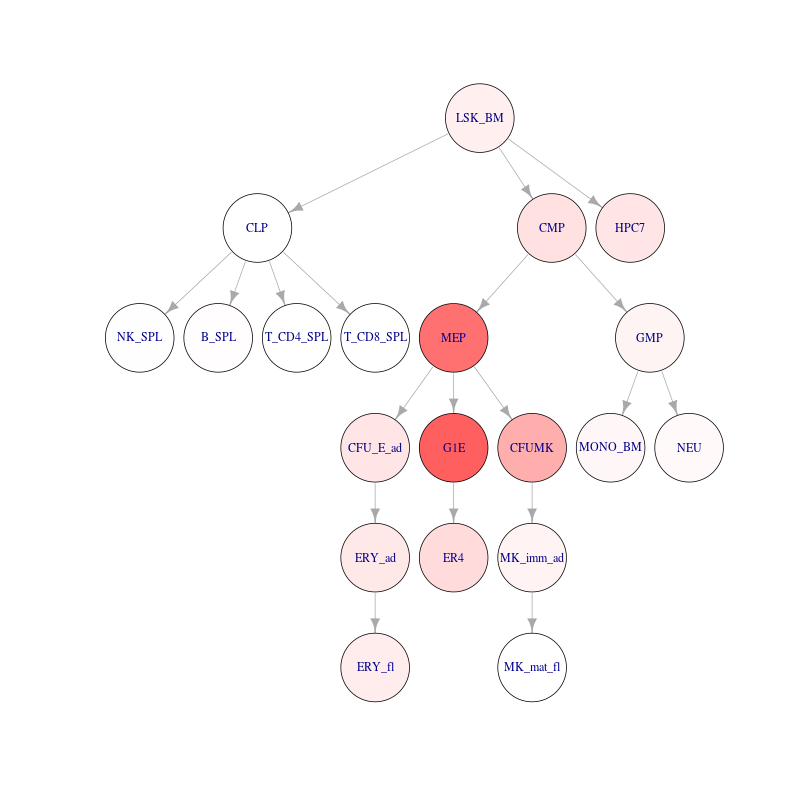 LSK_BM
CLP
CMP
HPC7
NK_SPL
B_SPL
T_CD4_SPL
T_CD8_SPL
MEP
GMP
CFU_E_ad
G1E
CFUMK
MONO_BM
NEU
ERY_ad
ER4
MK_imm_ad
ERY_fl
MK_mat_fl